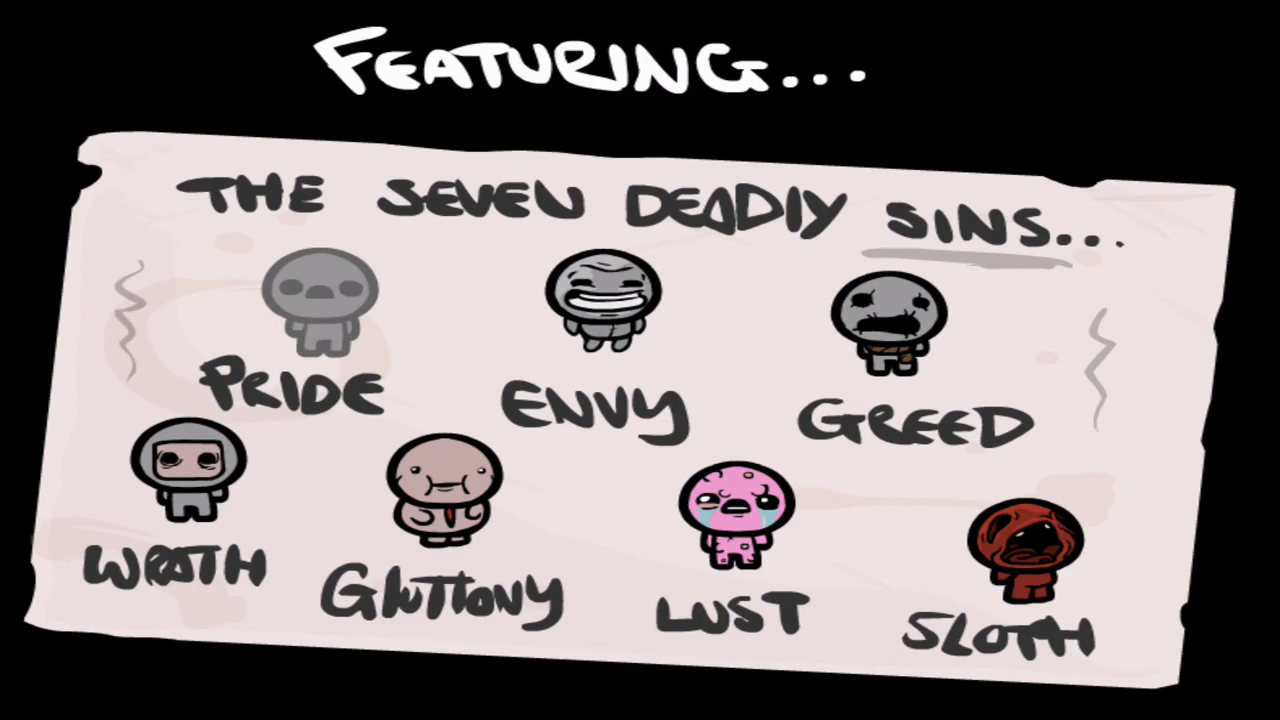 FEATURING...
THE SEVEN DEADLY SINS...
PRIDE ENVY GREED
WRATH GluTTONY LUST SLOTH